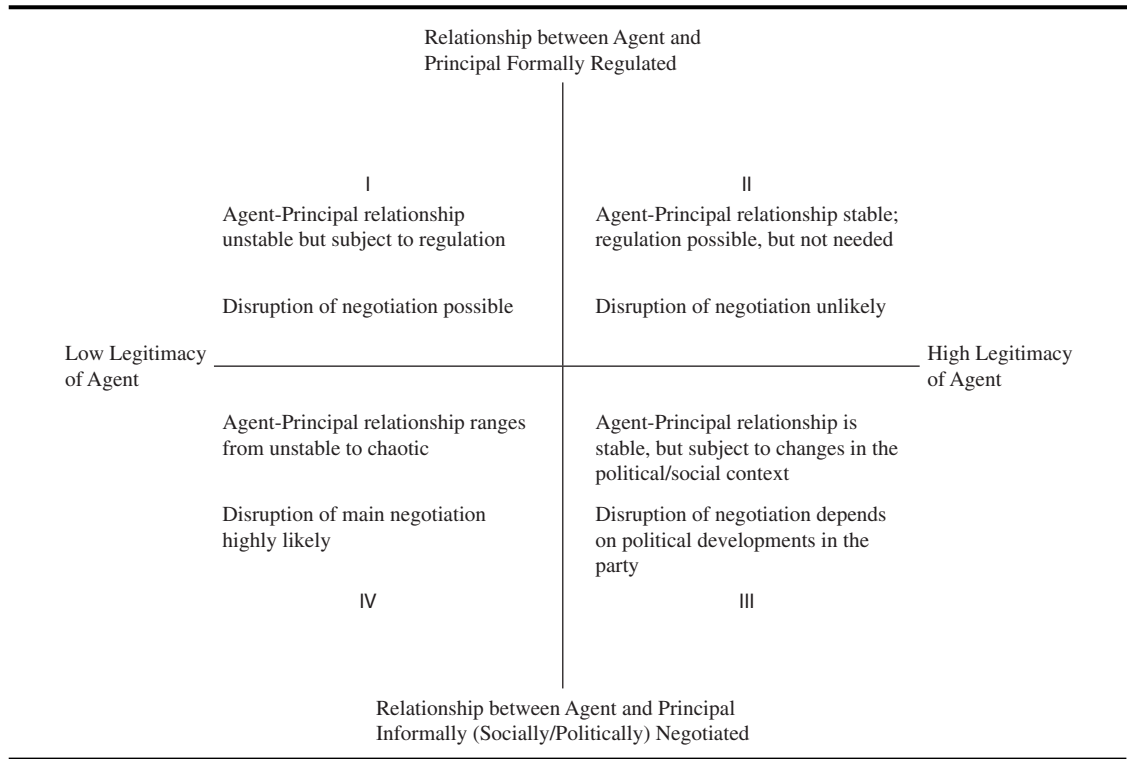 Relationship between Agent and
Principal Formally Regulated
I
Agent-Principal relationship
unstable but subject to regulation
Disruption of negotiation possible
II
Agent-Principal relationship stable;
regulation possible, but not needed
Disruption of negotiation unlikely
Low Legitimacy
of Agent
High Legitimacy
of Agent
Agent-Principal relationship ranges
from unstable to chaotic
Disruption of main negotiation
highly likely
IV
Agent-Principal relationship is
stable, but subject to changes in the
political/social context
Disruption of negotiation depends
on political developments in the
party
III
Relationship between Agent and Principal
Informally (Socially/Politically) Negotiated